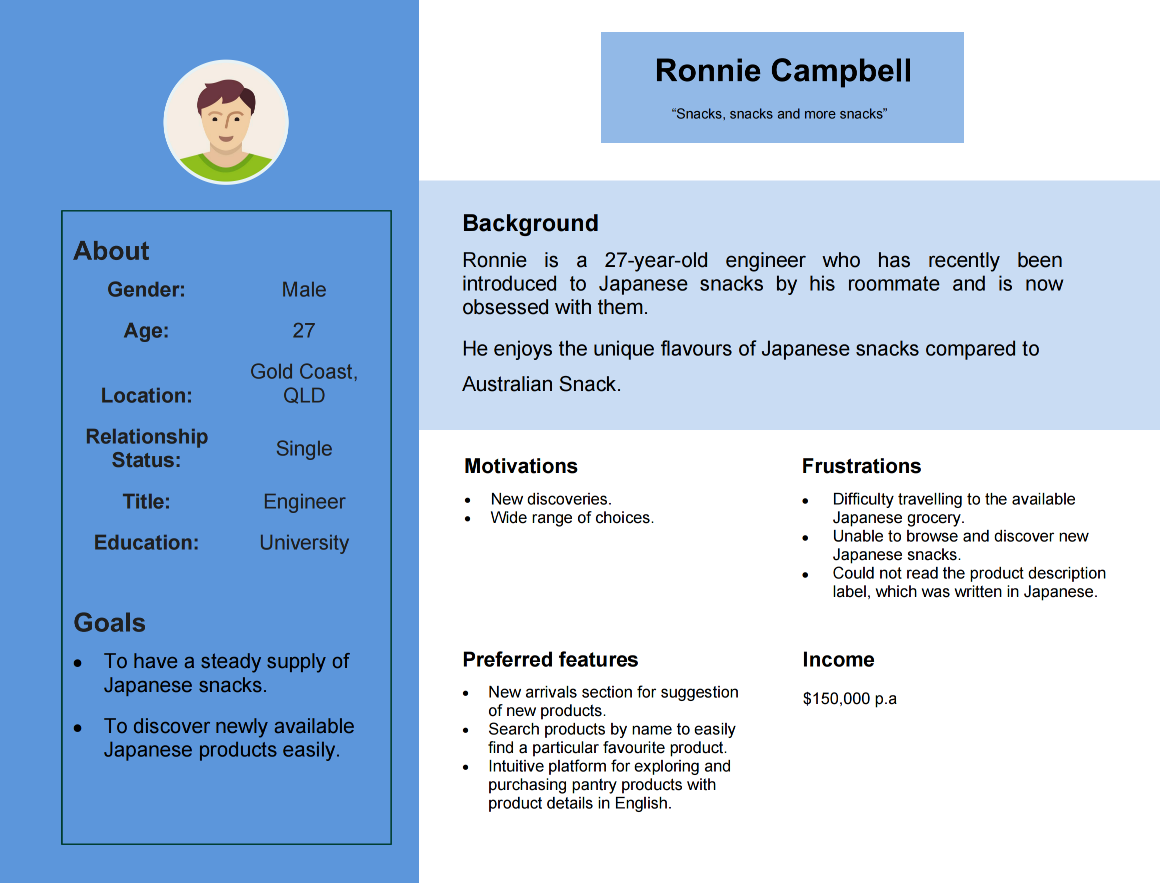 Ronnie Campbell
“Snacks, snacks and more snacks”
About
Gender: Male
Age: 27
Location: Gold Coast,
QLD
Relationship
Status: Single
Title: Engineer
Education: University
Goals
• To have a steady supply of
Japanese snacks.
• To discover newly available
Japanese products easily.
Background
Ronnie is a 27-year-old engineer who has recently been
introduced to Japanese snacks by his roommate and is now
obsessed with them.
He enjoys the unique flavours of Japanese snacks compared to
Australian Snack.
Motivations
• New discoveries.
• Wide range of choices.
Frustrations
• Difficulty travelling to the available
Japanese grocery.
• Unable to browse and discover new
Japanese snacks.
• Could not read the product description
label, which was written in Japanese.
Preferred features
• New arrivals section for suggestion
of new products.
• Search products by name to easily
find a particular favourite product.
• Intuitive platform for exploring and
purchasing pantry products with
product details in English.
Income
$150,000 p.a